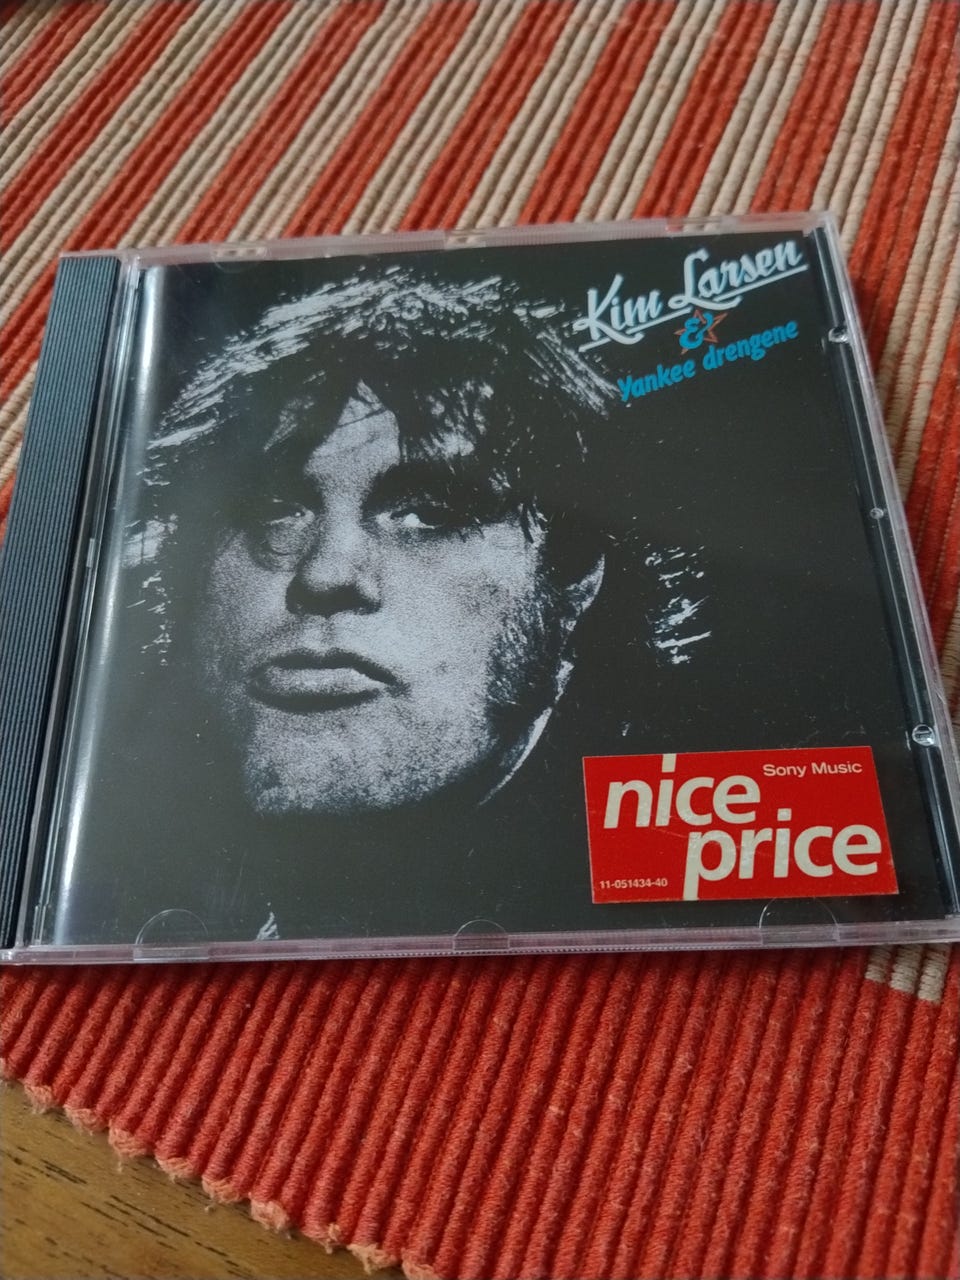 Kim Larsen
&
Yankee drengene
Sony Music
nice
price
11-051434-40